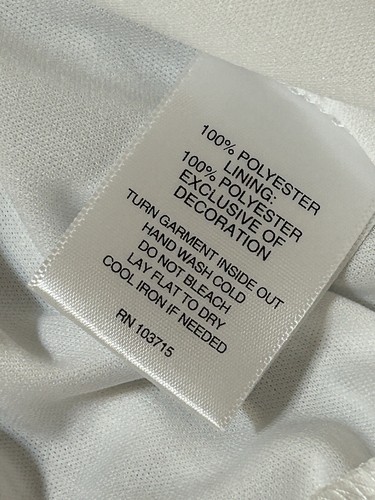 100% POLYESTER
LINING:
100% POLYESTER
EXCLUSIVE OF
DECORATION
TURN GARMENT INSIDE OUT
HAND WASH COLD
DO NOT BLEACH
LAY FLAT TO DRY
COOL IRON IF NEEDED
RN 103715